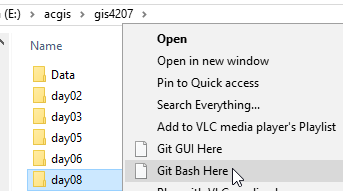 (E:) › acgis › gis4207 ›
Name
Data
day02
day03
day05
day06
day08
Open
Open in new window
Pin to Quick access
Search Everything...
Add to VLC media player's Playlist
Git GUI Here
Git Bash Here